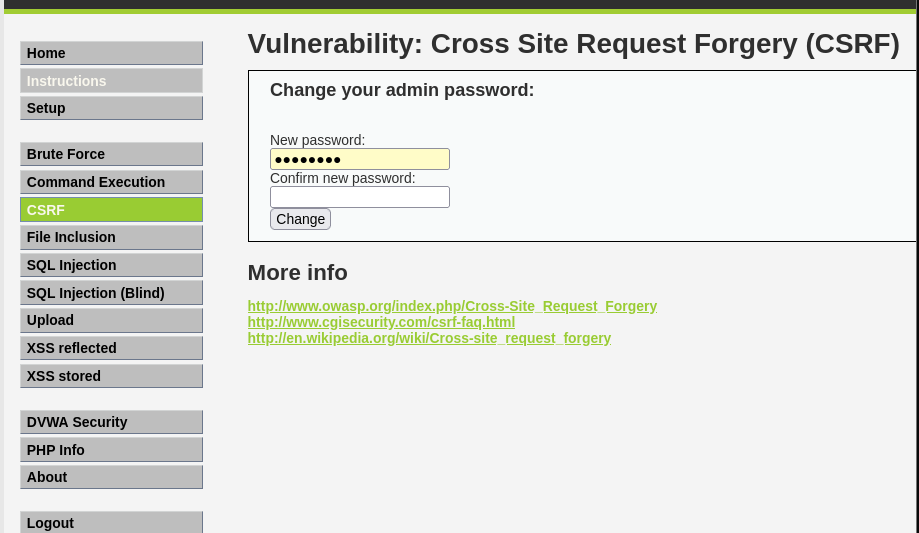 Home
Instructions
Setup
Brute Force
Command Execution
CSRF
File Inclusion
SQL Injection
SQL Injection (Blind)
Upload
XSS reflected
XSS stored
DVWA Security
PHP Info
About
Logout
Vulnerability: Cross Site Request Forgery (CSRF)
Change your admin password:
New password:
●●●●●●●●
Confirm new password:
Change
More info
http://www.owasp.org/index.php/Cross-Site_Request_Forgery
http://www.cgisecurity.com/csrf-faq.html
http://en.wikipedia.org/wiki/Cross-site_request_forgery